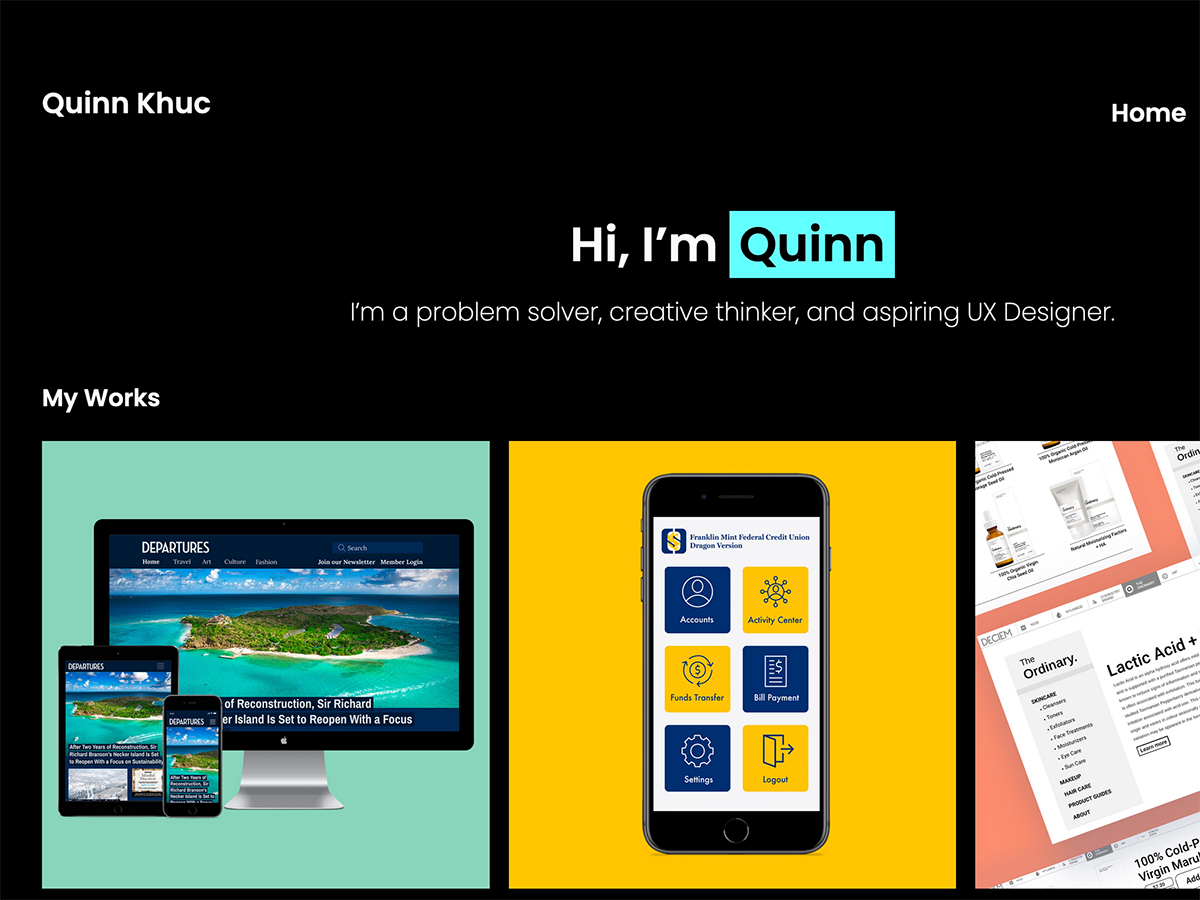 Quinn Khuc
Home
Hi, I’m Quinn
I’m a problem solver, creative thinker, and aspiring UX Designer.
My Works
DEPARTURES
Search
Home Travel Art Culture Fashion
Join our Newsletter Member Login
of Reconstruction, Sir Richard
ker Island Is Set to Reopen With a Focus
DEPARTURES
After Two Years of Reconstruction, Sir
Richard Branson's Necker Island Is Set
to Reopen With a Focus on Sustainability
DEPARTURES
After Two Years of
Reconstruction, Sir
Richard Branson's
Necker Island is Set
to Reopen With a Focus
Franklin Mint Federal Credit Union
Dragon Version
Accounts
Activity Center
Funds Transfer
Bill Payment
Settings
Logout
100% Organic Cold-Pressed
Moroccan Argan Oil
The
Ordin
100% Organic Virgin
Chia Seed Oil
Natural Moisturizing Factors
+ HA
DECIEM
THE
ORDINARY
The
Ordinary.
SKINCARE
• Cleansers
• Toners
• Exfoliators
• Face Treatments
• Moisturizers
• Eye Care
• Sun Care
MAKEUP
HAIR CARE
PRODUCT GUIDES
ABOUT
Lactic Acid +
Learn more
100% Cold-P
Virgin Maru